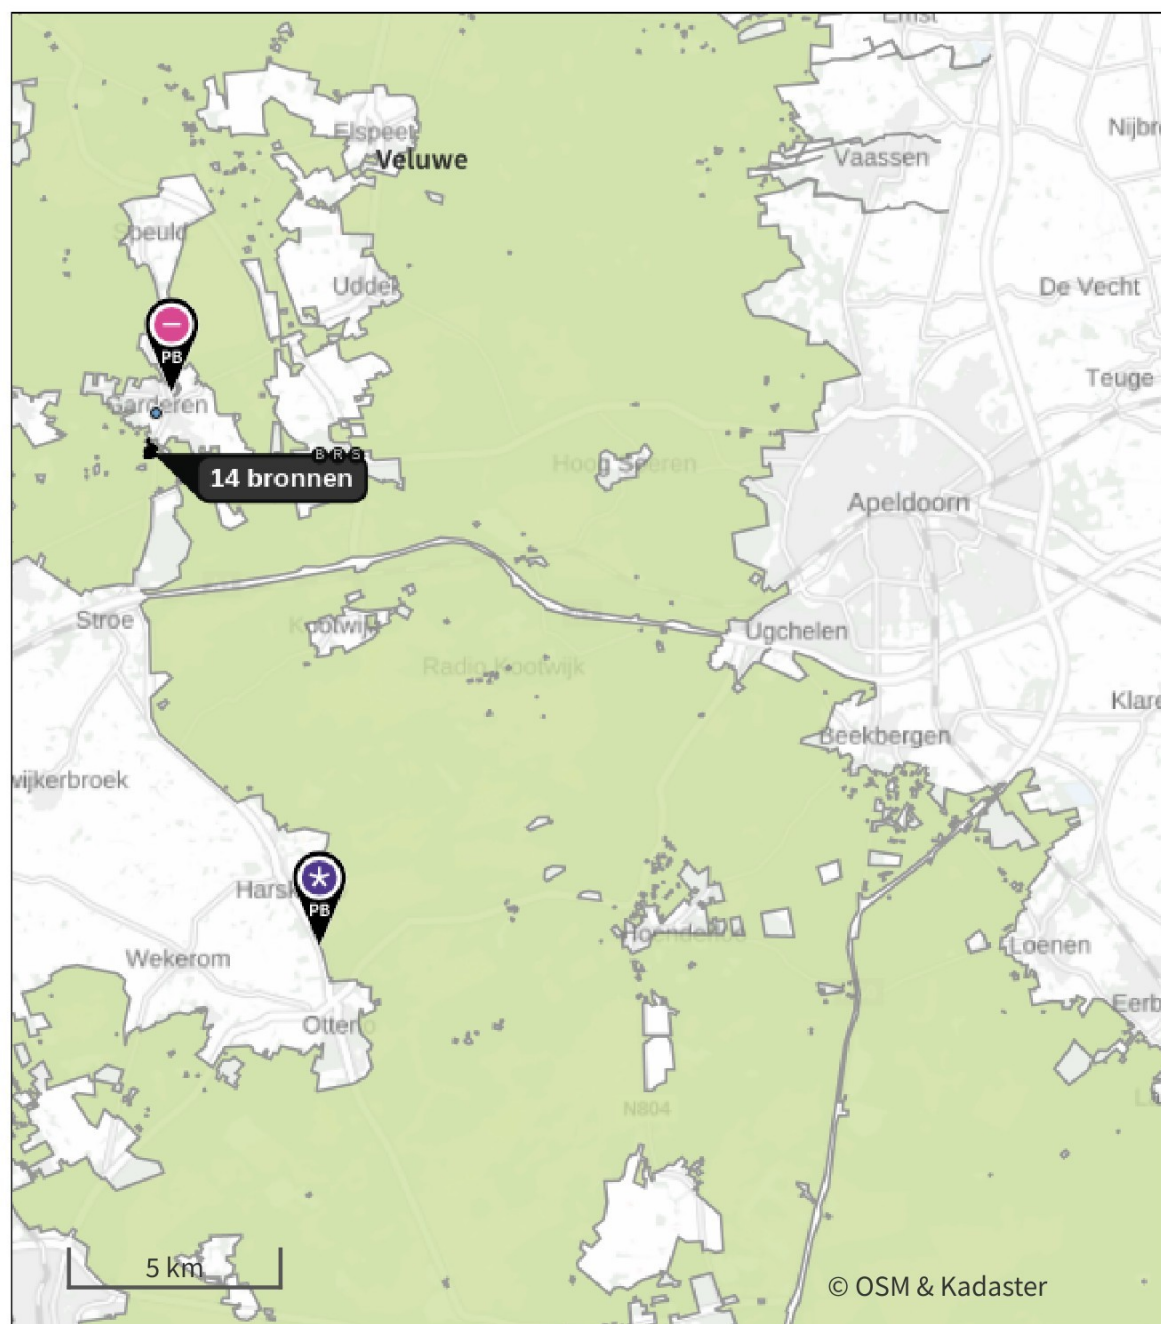 Emst
Nijbr
Elspeet
Veluwe
Vaassen
Speuld
Uddel
De Vecht
PB
Teuge
Garderen
B R S
14 bronnen
Hoog Soeren
Apeldoorn
Stroe
Kootwijk
Ugchelen
Radio Kootwijk
Klare
Beekbergen
wijkerbroek
Harsk
PB
Hoenderloo
Wekerom
Loenen
Eerb
Otterlo
N804
5 km
© OSM & Kadaster